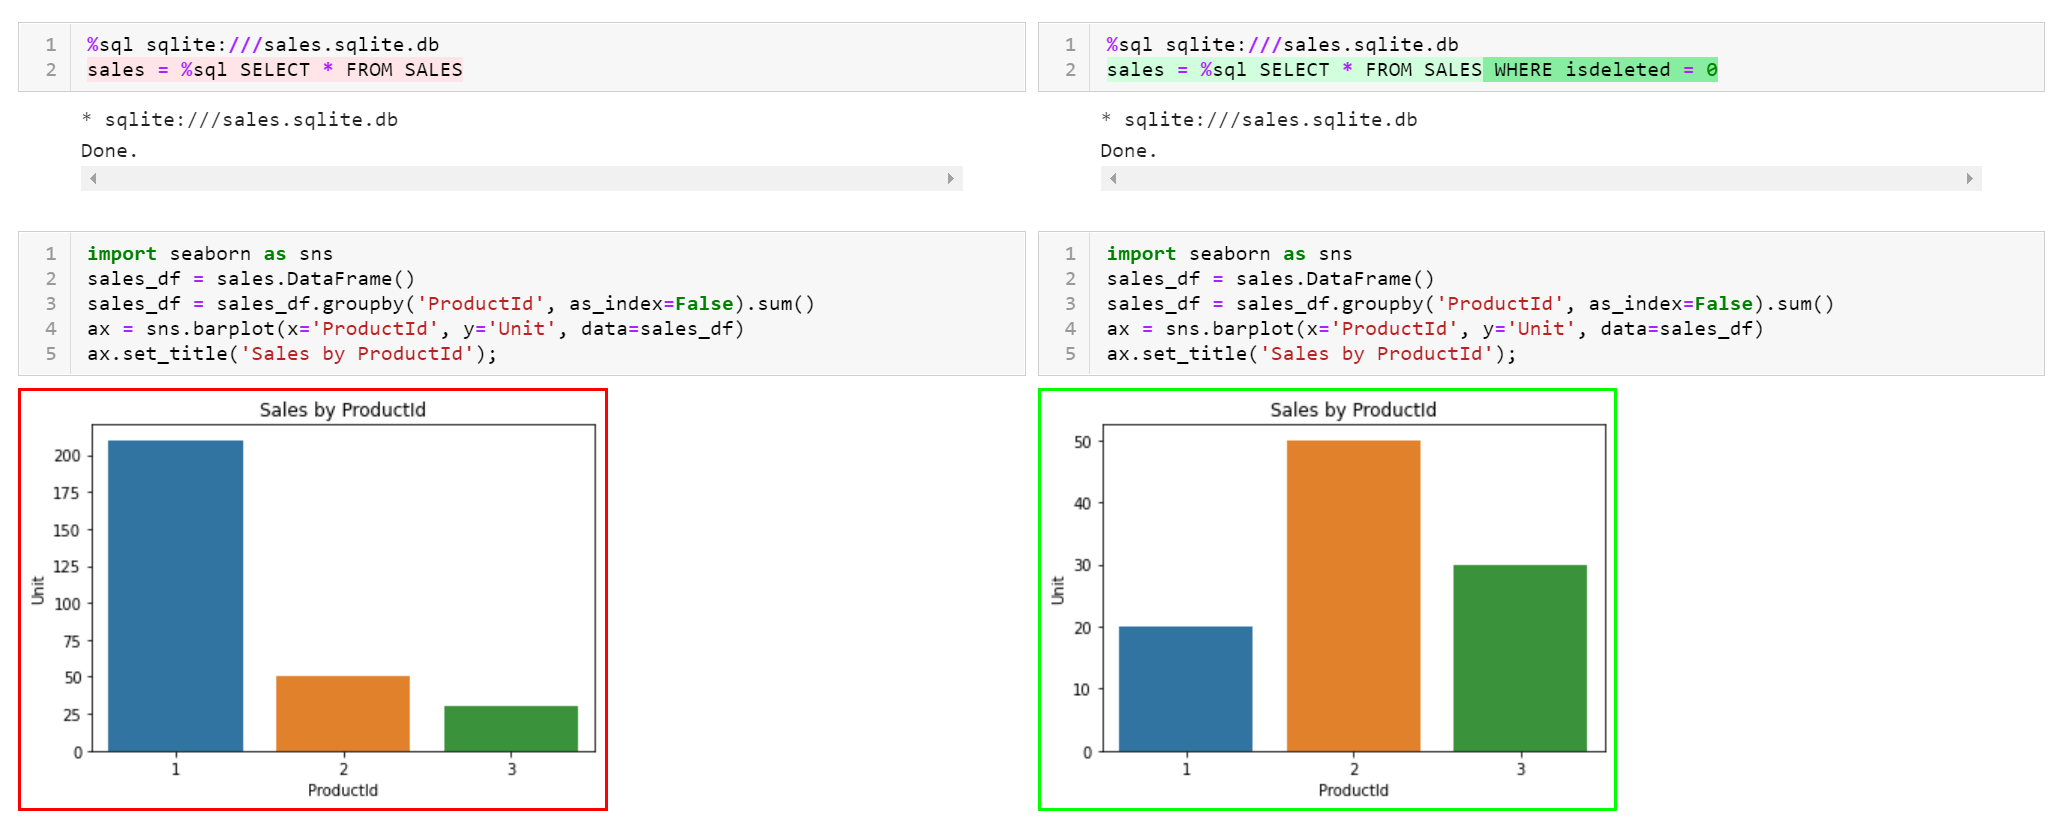 1 %sql sqlite:///sales.sqlite.db
2 sales = %sql SELECT * FROM SALES
* sqlite:///sales.sqlite.db
Done.
1 import seaborn as sns
2 sales_df = sales.DataFrame()
3 sales_df = sales_df.groupby('ProductId', as_index=False).sum()
4 ax = sns.barplot(x='ProductId', y='Unit', data=sales_df)
5 ax.set_title('Sales by ProductId');
Sales by ProductId
200
175
150
125
100
75
50
25
0
Unit
1 2 3
ProductId
1 %sql sqlite:///sales.sqlite.db
2 sales = %sql SELECT * FROM SALES WHERE isdeleted = 0
* sqlite:///sales.sqlite.db
Done.
1 import seaborn as sns
2 sales_df = sales.DataFrame()
3 sales_df = sales_df.groupby('ProductId', as_index=False).sum()
4 ax = sns.barplot(x='ProductId', y='Unit', data=sales_df)
5 ax.set_title('Sales by ProductId');
Sales by ProductId
50
40
30
20
10
0
Unit
1 2 3
ProductId